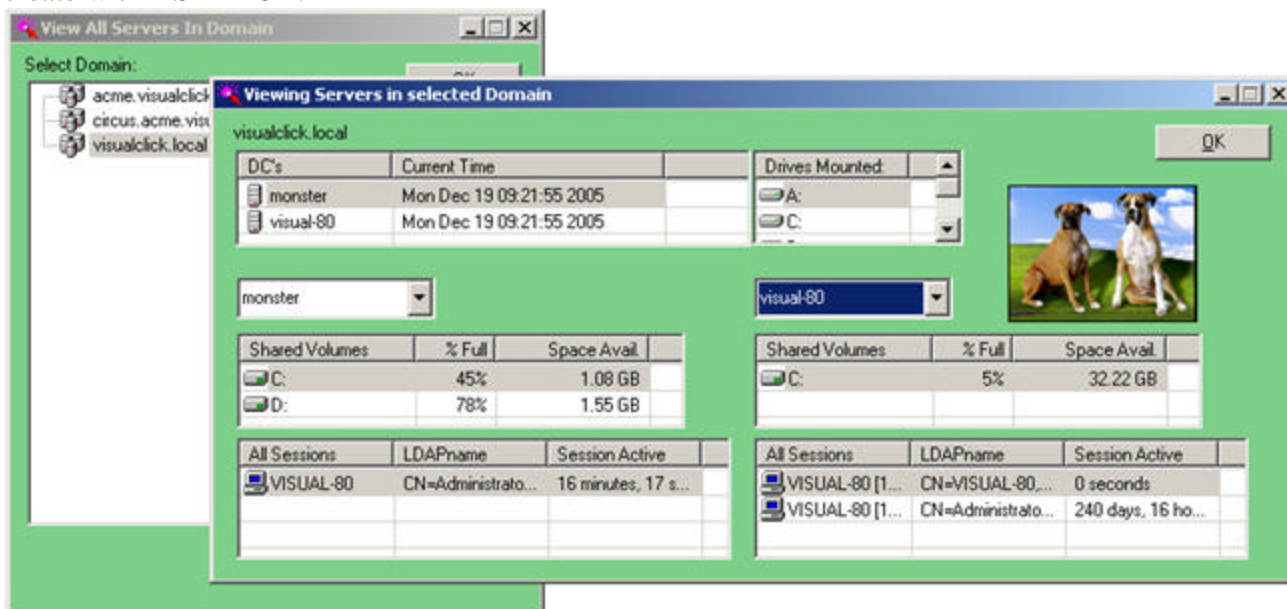 View All Servers In Domain
Select Domain:
acme.visualclick
circus.acme.visu
visualclick.local
Viewing Servers in selected Domain
visualclick.local
OK
DC's Current Time Drives Mounted:
monster Mon Dec 19 09:21:55 2005 A:
visual-80 Mon Dec 19 09:21:55 2005 C:
monster visual-80
Shared Volumes % Full Space Avail. Shared Volumes % Full Space Avail.
C: 45% 1.08 GB C: 5% 32.22 GB
D: 78% 1.55 GB
All Sessions LDAPname Session Active All Sessions LDAPname Session Active
VISUAL-80 CN=Administrato... 16 minutes, 17 s... VISUAL-80 [1... CN=VISUAL-80,... 0 seconds
VISUAL-80 [1... CN=Administrato... 240 days, 16 ho...